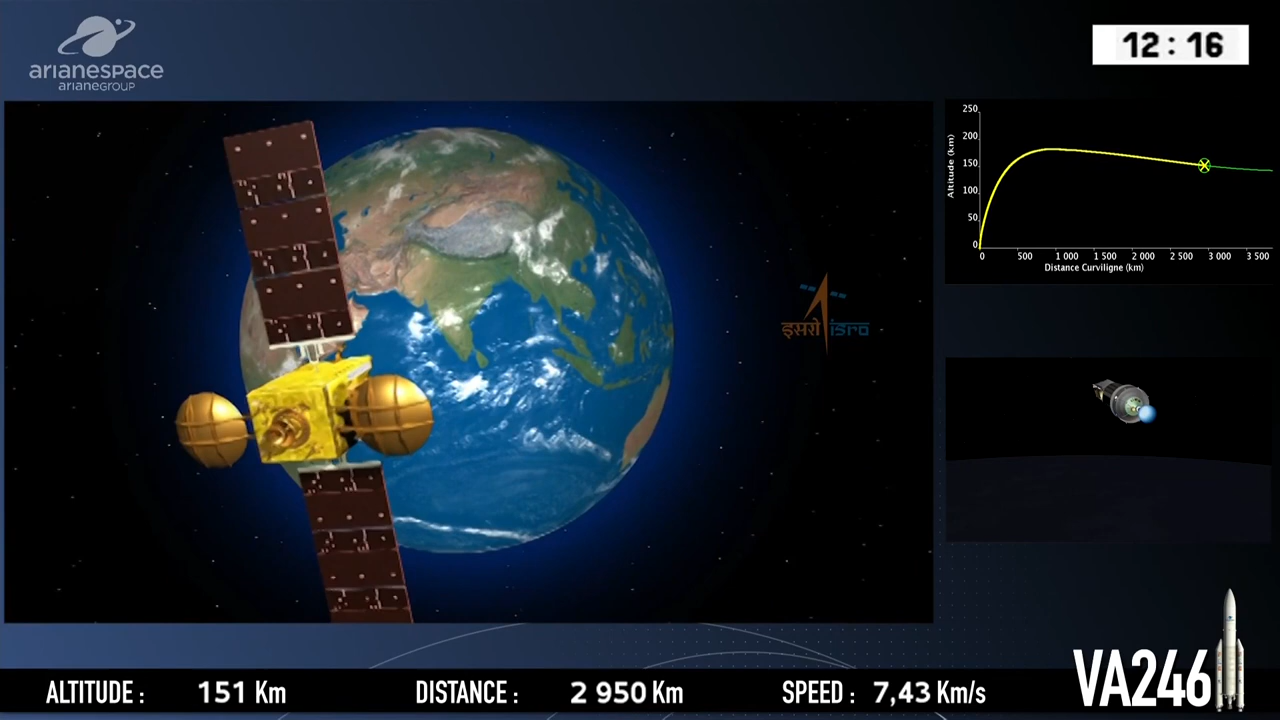 arianespace
arianegroup
12 : 16
250
200
150
100
50
0
Altitude (km)
0 500 1 000 1 500 2 000 2 500 3 000 3 500
Distance Curviligne (km)
इसरो isro
VA246
ALTITUDE : 151 Km DISTANCE : 2 950 Km SPEED : 7,43 Km/s